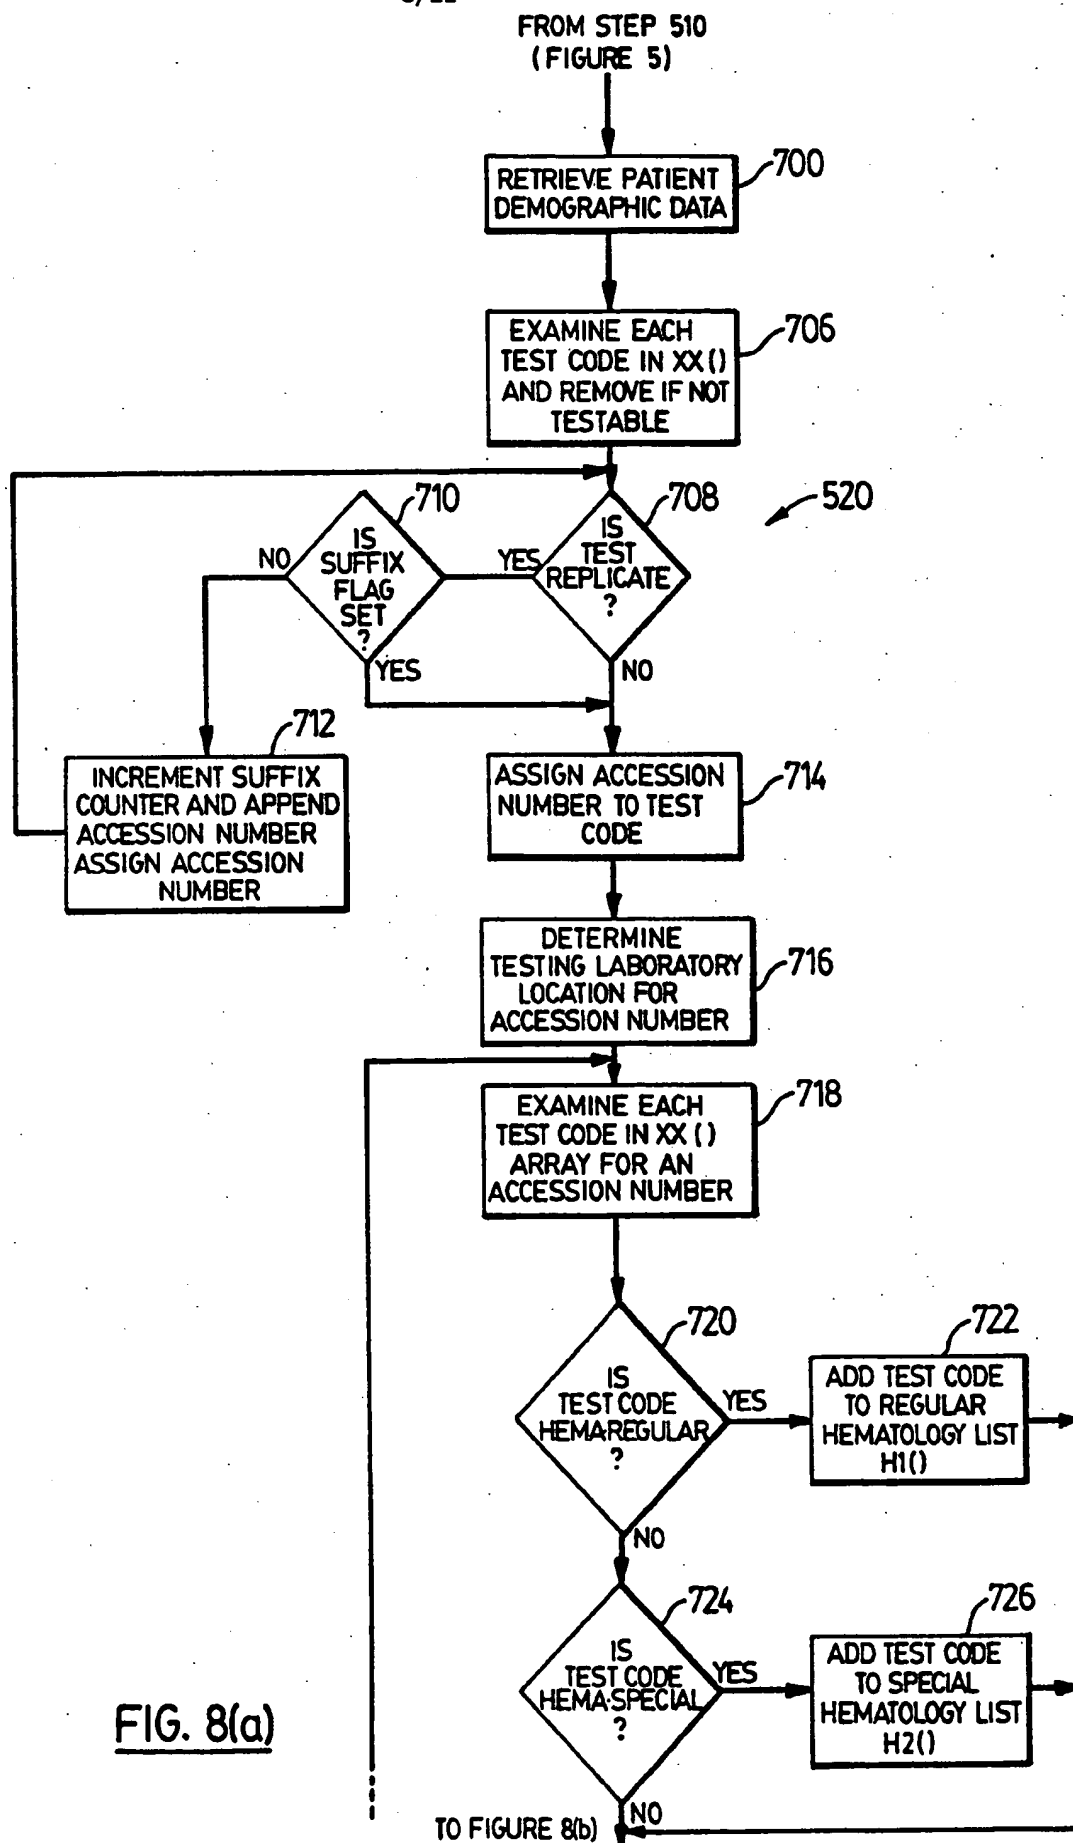 FROM STEP 510
(FIGURE 5)
RETRIEVE PATIENT
DEMOGRAPHIC DATA
700
EXAMINE EACH
TEST CODE IN XX()
AND REMOVE IF NOT
TESTABLE
706
710
708
520
IS
SUFFIX
FLAG
SET
?
NO
YES
IS
TEST
REPLICATE
?
YES
NO
712
INCREMENT SUFFIX
COUNTER AND APPEND
ACCESSION NUMBER
ASSIGN ACCESSION
NUMBER
ASSIGN ACCESSION
NUMBER TO TEST
CODE
714
DETERMINE
TESTING LABORATORY
LOCATION FOR
ACCESSION NUMBER
716
EXAMINE EACH
TEST CODE IN XX()
ARRAY FOR AN
ACCESSION NUMBER
718
720
IS
TEST CODE
HEMA:REGULAR
?
YES
NO
722
ADD TEST CODE
TO REGULAR
HEMATOLOGY LIST
H1()
724
IS
TEST CODE
HEMA:SPECIAL
?
YES
NO
726
ADD TEST CODE
TO SPECIAL
HEMATOLOGY LIST
H2()
FIG. 8(a)
TO FIGURE 8(b)